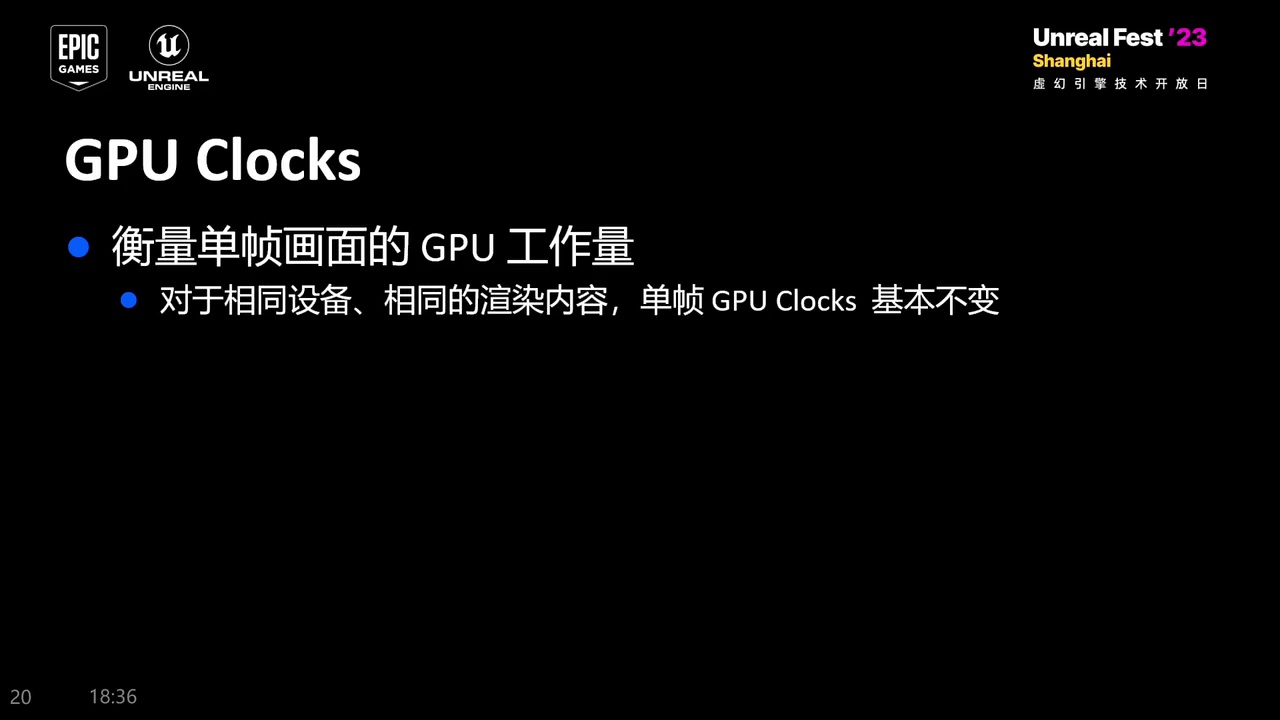 EPIC
GAMES
UNREAL
ENGINE
Unreal Fest '23
Shanghai
虚幻引擎技术开放日
GPU Clocks
衡量单帧画面的 GPU 工作量
对于相同设备、相同的渲染内容，单帧 GPU Clocks 基本不变
20 18:36